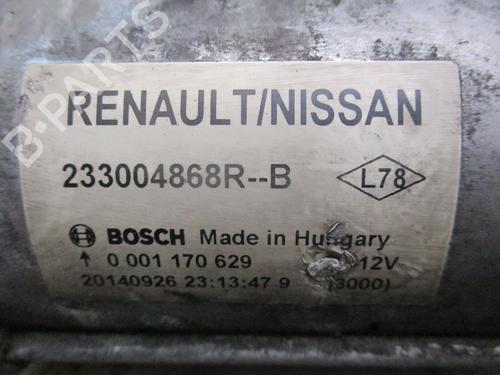 B-PARTS
RENAULT/NISSAN
233004868R--B
L78
BOSCH Made in Hungary
0 001 170 629 12V
20140926 23:13:47 9 (3000)